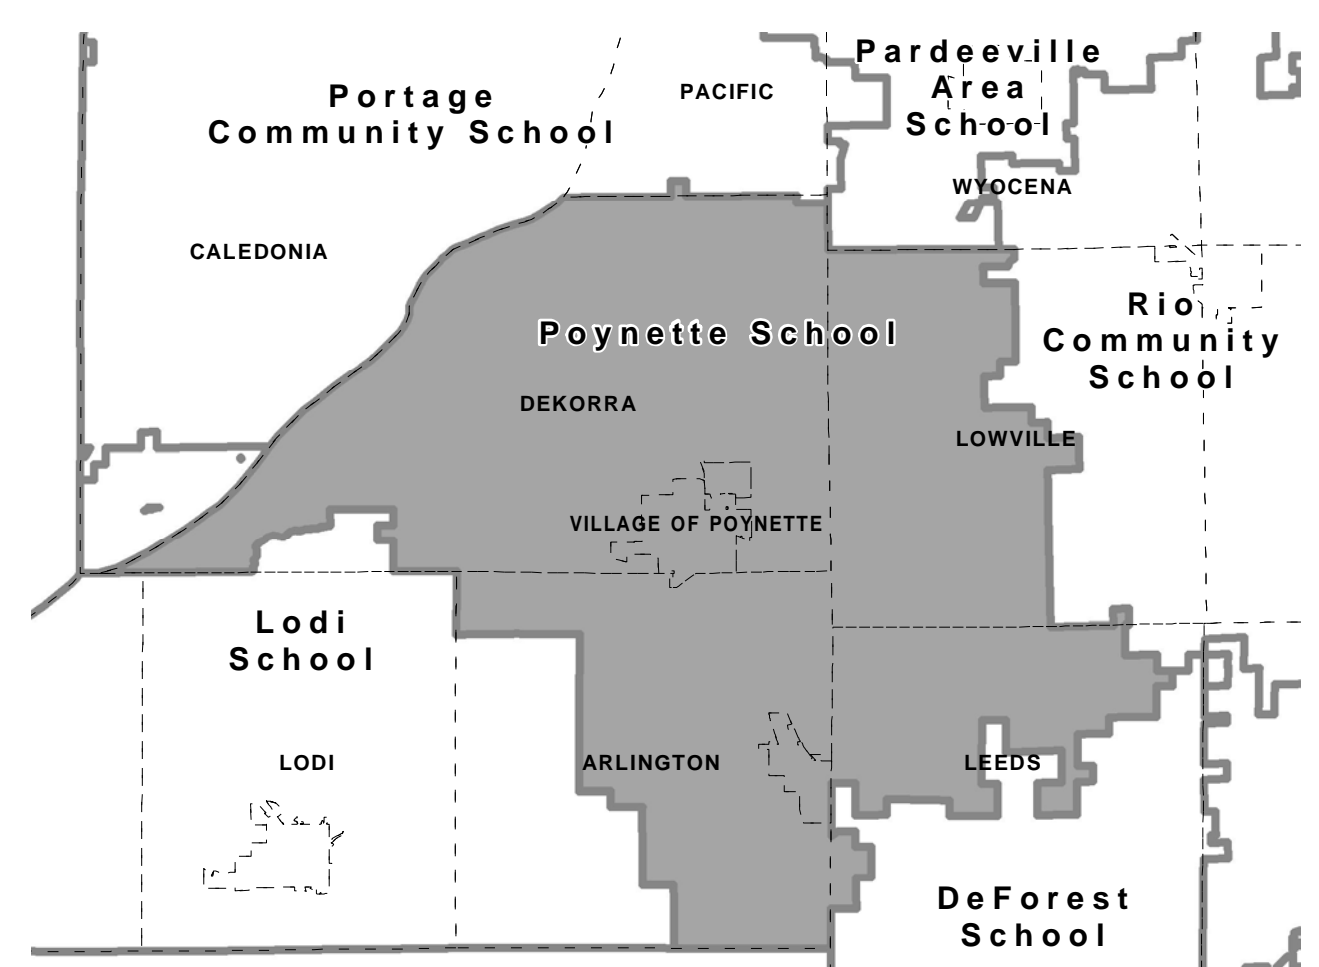 Pardeeville
Area
School
Portage
Community School
PACIFIC
WYOCENA
CALEDONIA
Rio
Community
School
Poynette School
DEKORRA
LOWVILLE
VILLAGE OF POYNETTE
Lodi
School
LODI
ARLINGTON
LEEDS
DeForest
School